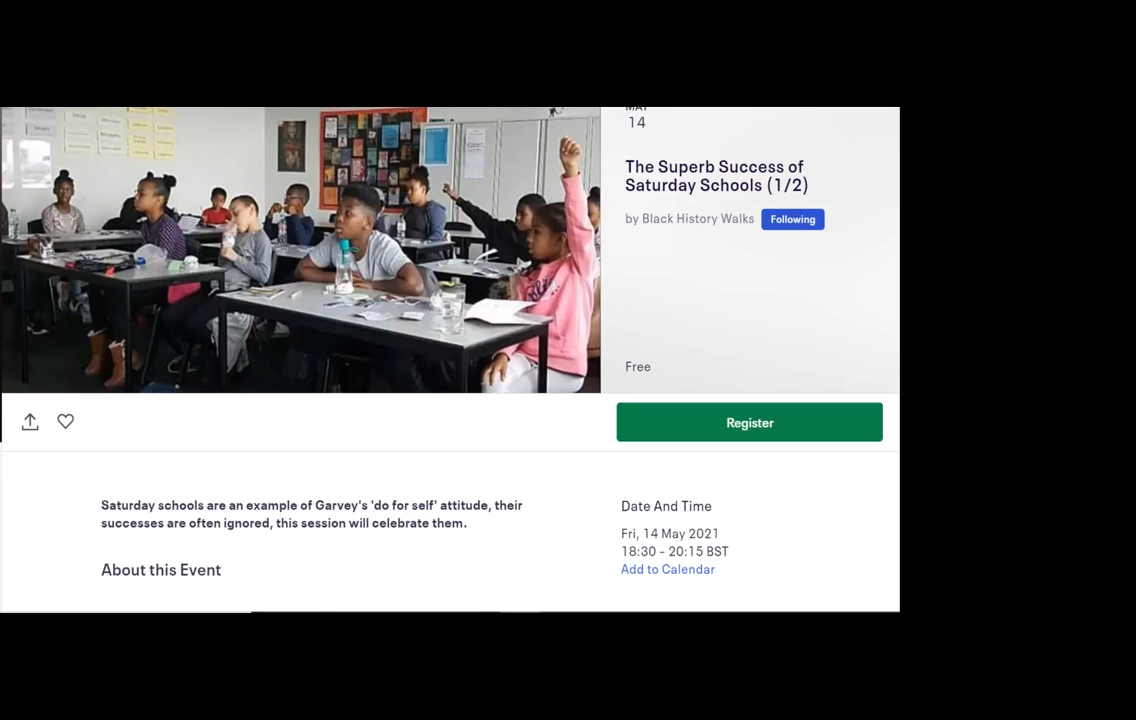 MAY
14
The Superb Success of
Saturday Schools (1/2)
by Black History Walks Following
Free
Register
Saturday schools are an example of Garvey's 'do for self' attitude, their
successes are often ignored, this session will celebrate them.
Date And Time
Fri, 14 May 2021
18:30 – 20:15 BST
Add to Calendar
About this Event